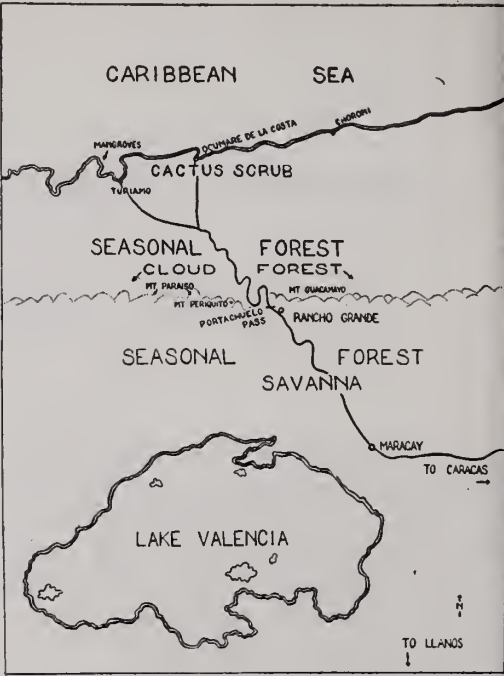 CARIBBEAN SEA
CHOROMI
OCUMARE DE LA COSTA
MANGROVES
CACTUS SCRUB
TURIAMO
SEASONAL FOREST
CLOUD FOREST
MT PARAISO
MT GUACAMAYO
MT PERIQUITO
PORTACHUELO
PASS
RANCHO GRANDE
SEASONAL FOREST
SAVANNA
MARACAY
TO CARACAS
LAKE VALENCIA
N
TO LLANOS